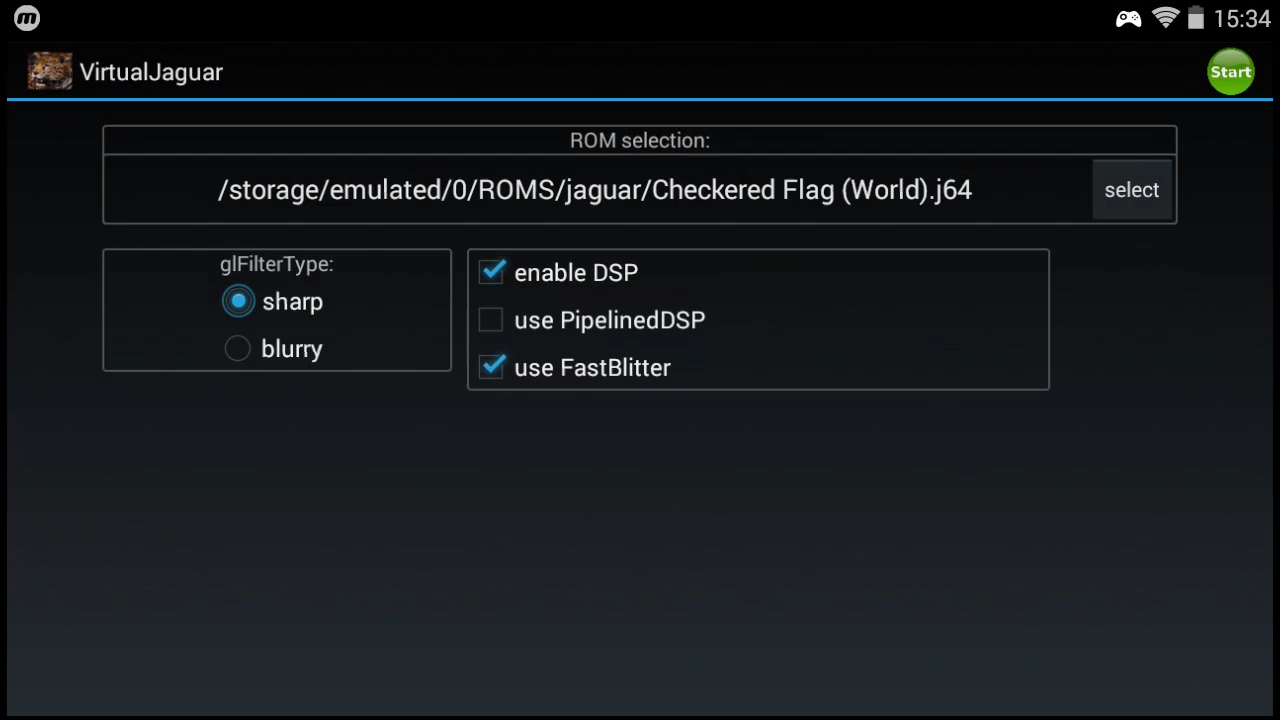 15:34
VirtualJaguar
Start
ROM selection:
/storage/emulated/0/ROMS/jaguar/Checkered Flag (World).j64
select
glFilterType:
sharp
blurry
enable DSP
use PipelinedDSP
use FastBlitter